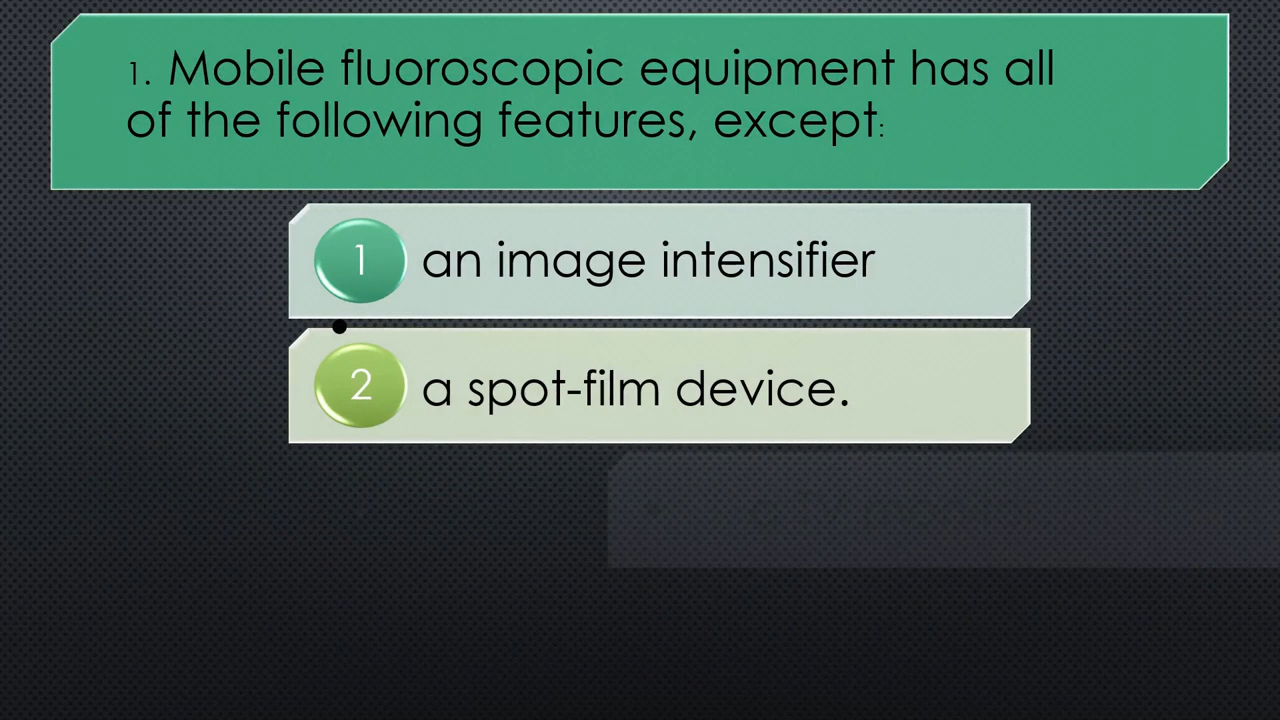 1. Mobile fluoroscopic equipment has all
of the following features, except:
1 an image intensifier
2 a spot-film device.